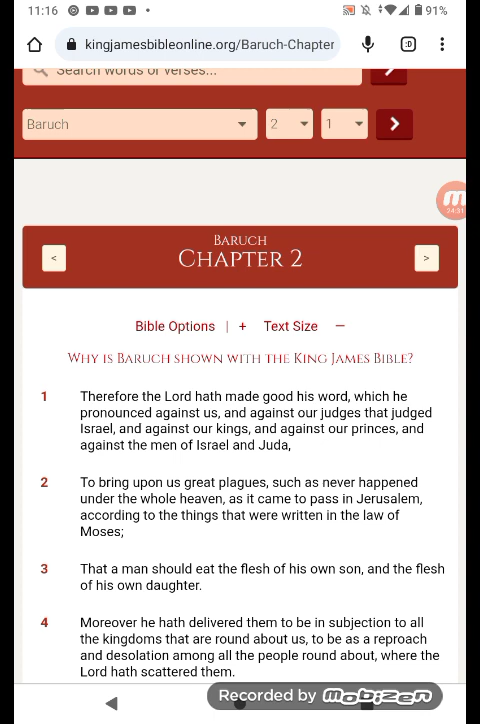 11:16
91%
kingjamesbibleonline.org/Baruch-Chapter
:D
Search words or verses...
Baruch 2 1
24:31
BARUCH
< CHAPTER 2 >
Bible Options | + Text Size –
WHY IS BARUCH SHOWN WITH THE KING JAMES BIBLE?
1 Therefore the Lord hath made good his word, which he
pronounced against us, and against our judges that judged
Israel, and against our kings, and against our princes, and
against the men of Israel and Juda,
2 To bring upon us great plagues, such as never happened
under the whole heaven, as it came to pass in Jerusalem,
according to the things that were written in the law of
Moses;
3 That a man should eat the flesh of his own son, and the flesh
of his own daughter.
4 Moreover he hath delivered them to be in subjection to all
the kingdoms that are round about us, to be as a reproach
and desolation among all the people round about, where the
Lord hath scattered them.
Recorded by mobizen